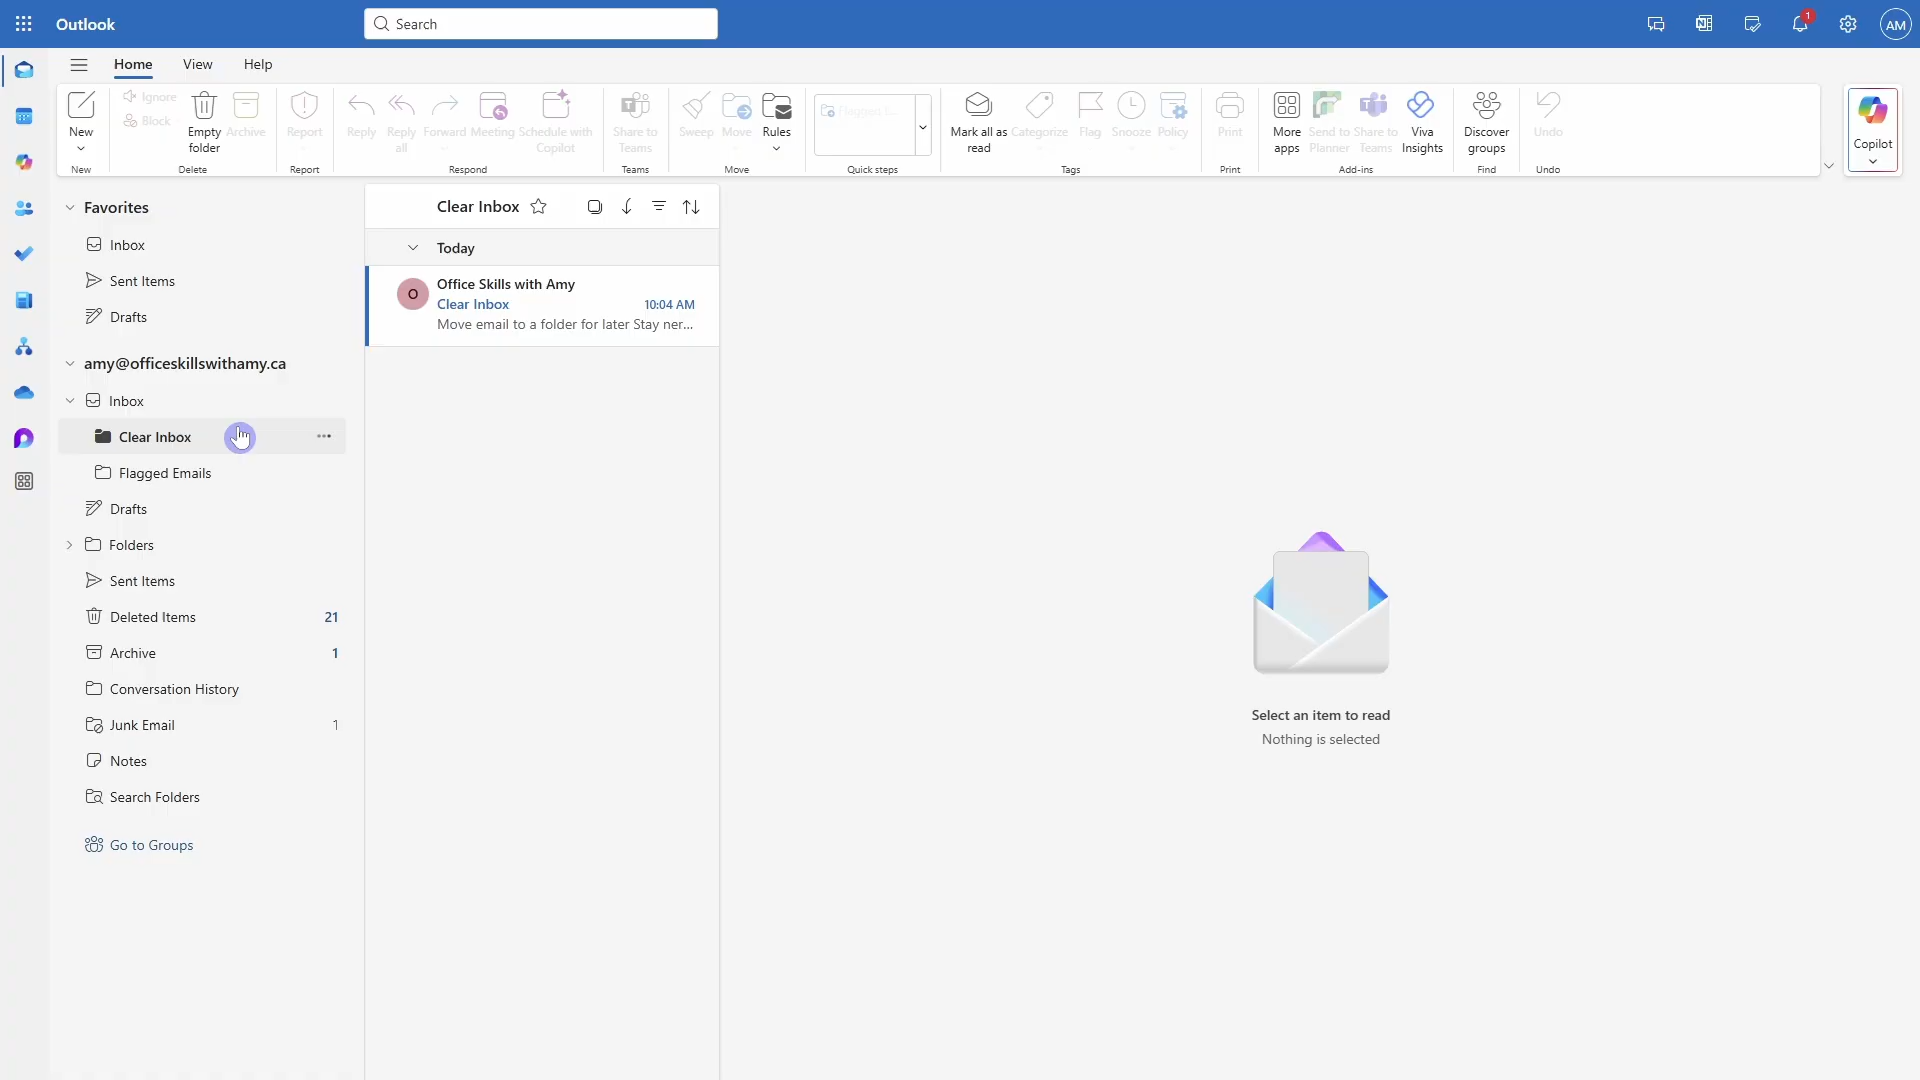 Outlook
Search
1
AM
Home View Help
New
Ignore
Block
Empty folder
Archive
Report
Reply
Reply all
Forward
Meeting
Schedule with Copilot
Share to Teams
Sweep
Move
Rules
Flagged E...
Mark all as read
Categorize
Flag
Snooze
Policy
Print
More apps
Send to Planner
Share to Teams
Viva Insights
Discover groups
Undo
Copilot
New
Delete
Report
Respond
Teams
Move
Quick steps
Tags
Print
Add-ins
Find
Undo
Favorites
Inbox
Sent Items
Drafts
amy@officeskillswithamy.ca
Inbox
Clear Inbox
Flagged Emails
Drafts
Folders
Sent Items
Deleted Items 21
Archive 1
Conversation History
Junk Email 1
Notes
Search Folders
Go to Groups
Clear Inbox
Today
O
Office Skills with Amy
Clear Inbox 10:04 AM
Move email to a folder for later Stay ner...
Select an item to read
Nothing is selected